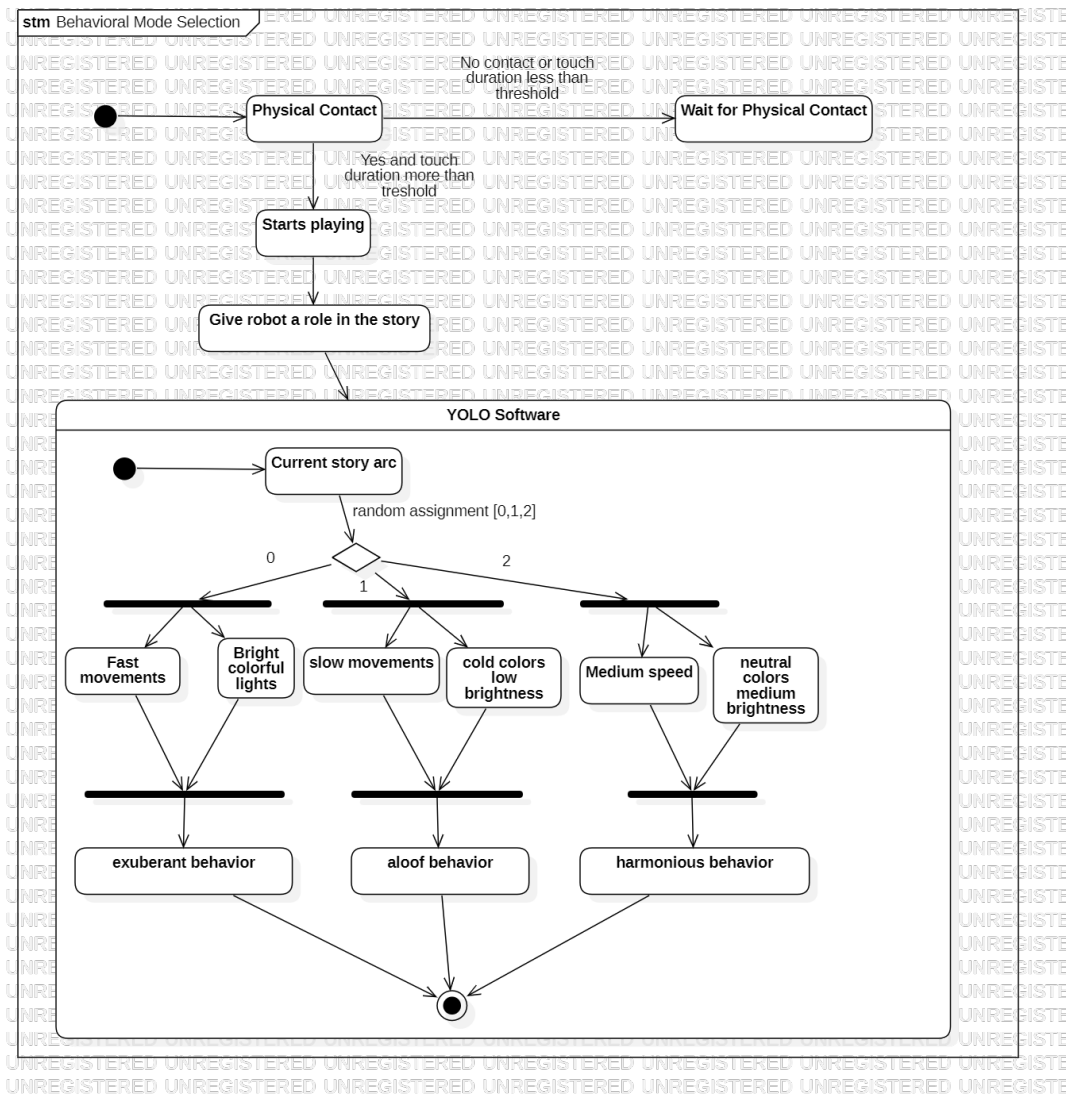 stm Behavioral Mode Selection
No contact or touch
duration less than
threshold
Physical Contact
Wait for Physical Contact
Yes and touch
duration more than
treshold
Starts playing
Give robot a role in the story
YOLO Software
Current story arc
random assignment [0,1,2]
0
1
2
Fast
movements
Bright
colorful
lights
slow movements
cold colors
low
brightness
Medium speed
neutral
colors
medium
brightness
exuberant behavior
aloof behavior
harmonious behavior
UNREGISTERED